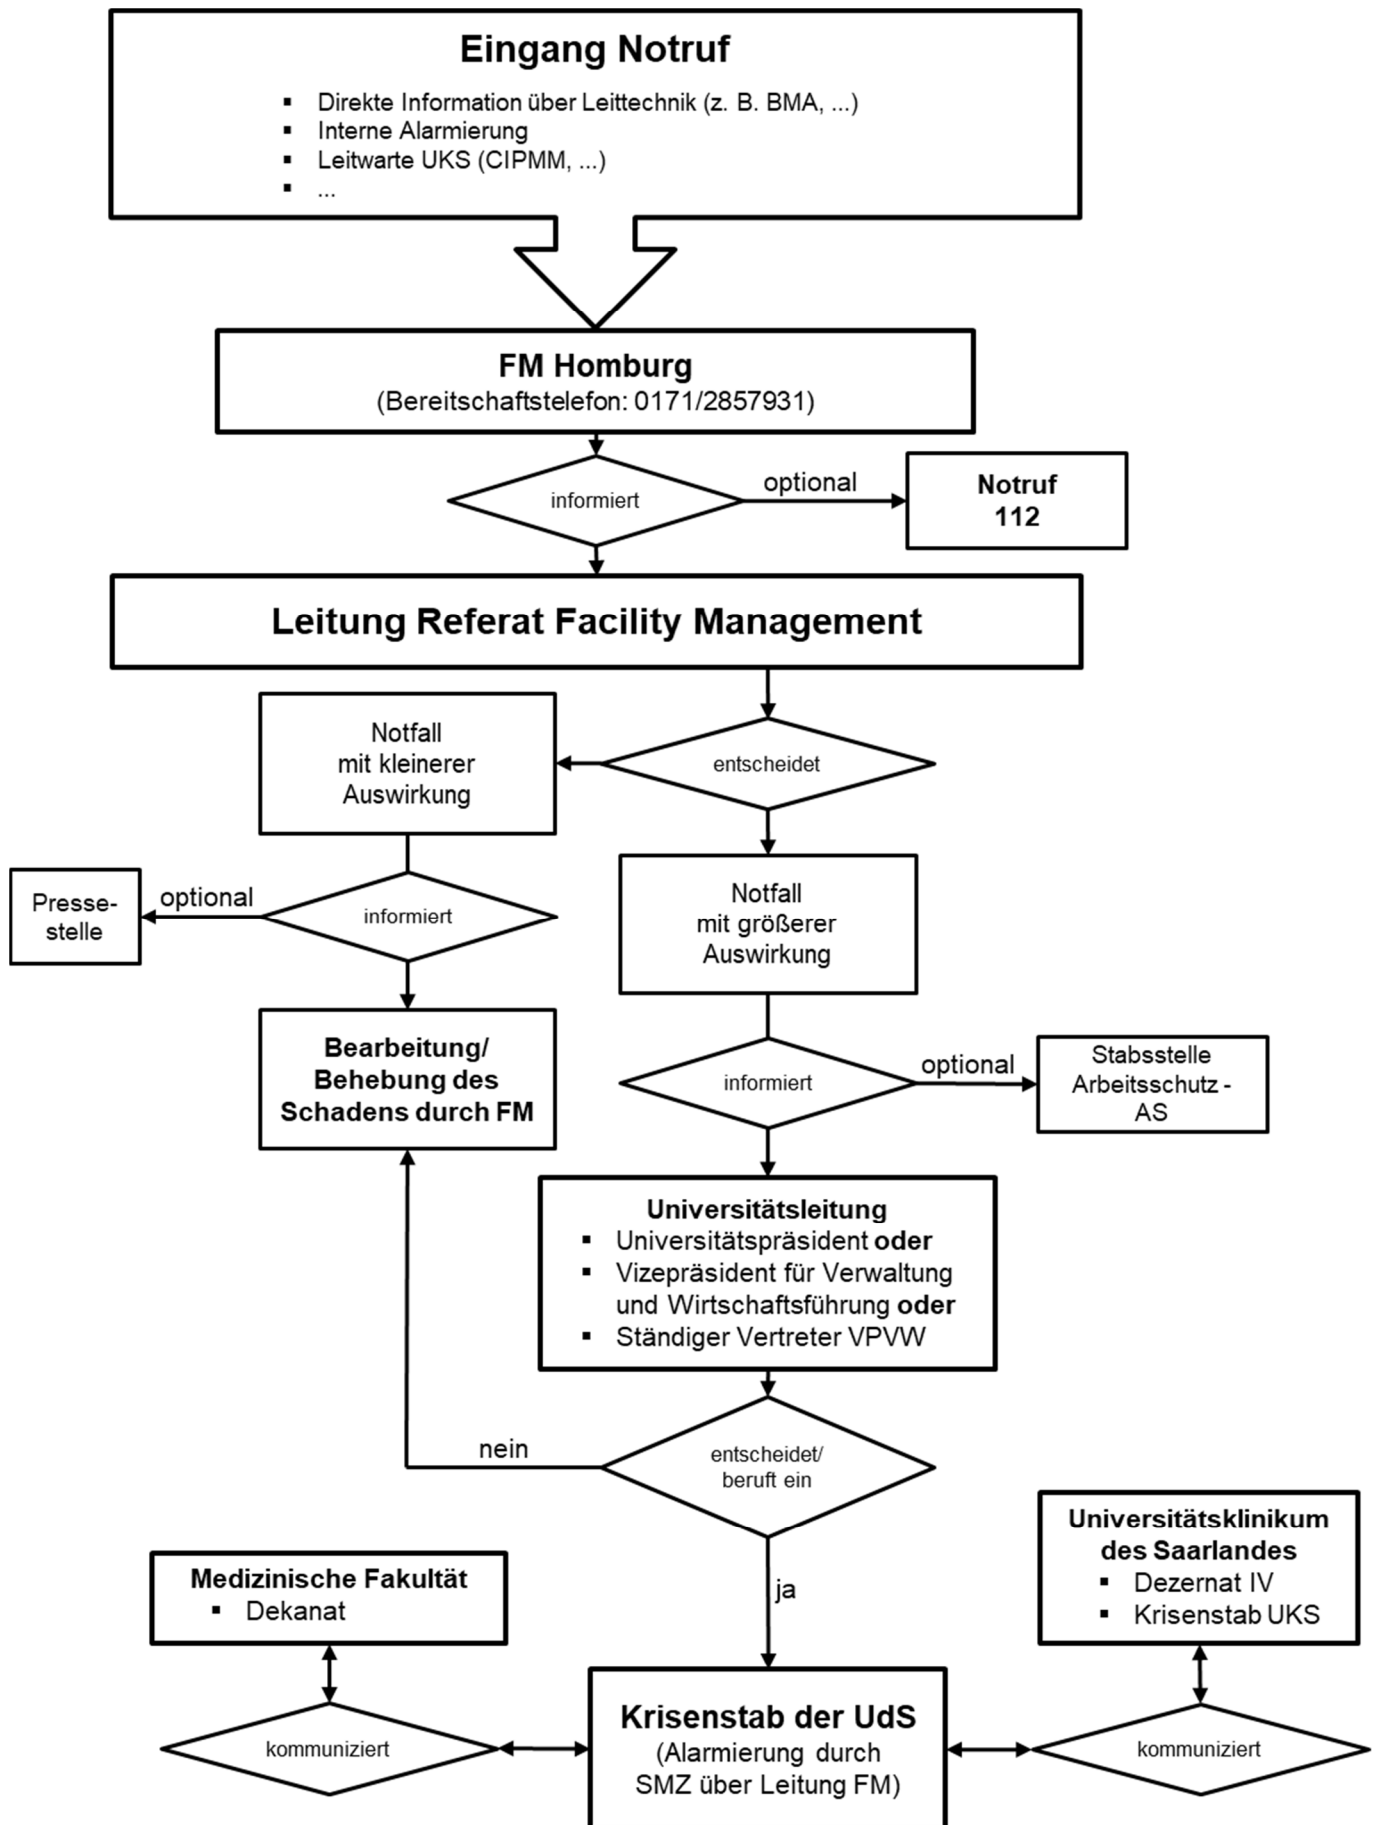 Eingang Notruf
▪ Direkte Information über Leittechnik (z. B. BMA, ...)
▪ Interne Alarmierung
▪ Leitwarte UKS (CIPMM, ...)
▪ ...
FM Homburg
(Bereitschaftstelefon: 0171/2857931)
informiert
optional
Notruf
112
Leitung Referat Facility Management
entscheidet
Notfall
mit kleinerer
Auswirkung
informiert
optional
Presse-
stelle
Bearbeitung/
Behebung des
Schadens durch FM
Notfall
mit größerer
Auswirkung
informiert
optional
Stabsstelle
Arbeitsschutz -
AS
Universitätsleitung
▪ Universitätspräsident oder
▪ Vizepräsident für Verwaltung
und Wirtschaftsführung oder
▪ Ständiger Vertreter VPVW
entscheidet/
beruft ein
nein
ja
Medizinische Fakultät
▪ Dekanat
kommuniziert
Krisenstab der UdS
(Alarmierung durch
SMZ über Leitung FM)
Universitätsklinikum
des Saarlandes
▪ Dezernat IV
▪ Krisenstab UKS
kommuniziert